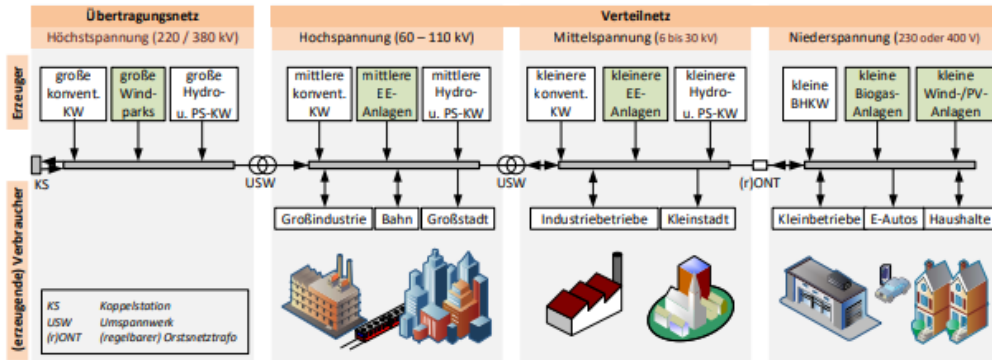 Übertragungsnetz
Verteilnetz
Höchstspannung (220 / 380 kV)
Hochspannung (60 – 110 kV)
Mittelspannung (6 bis 30 kV)
Niederspannung (230 oder 400 V)
Erzeuger
große
konvent.
KW
große
Wind-
parks
große
Hydro-
u. PS-KW
mittlere
konvent.
KW
mittlere
EE-
Anlagen
mittlere
Hydro-
u. PS-KW
kleinere
konvent.
KW
kleinere
EE-
Anlagen
kleinere
Hydro-
u. PS-KW
kleine
BHKW
kleine
Biogas-
Anlagen
kleine
Wind-/PV-
Anlagen
KS
USW
USW
(r)ONT
(erzeugende) Verbraucher
Großindustrie
Bahn
Großstadt
Industriebetriebe
Kleinstadt
Kleinbetriebe
E-Autos
Haushalte
KS Koppelstation
USW Umspannwerk
(r)ONT (regelbarer) Orstsnetztrafo